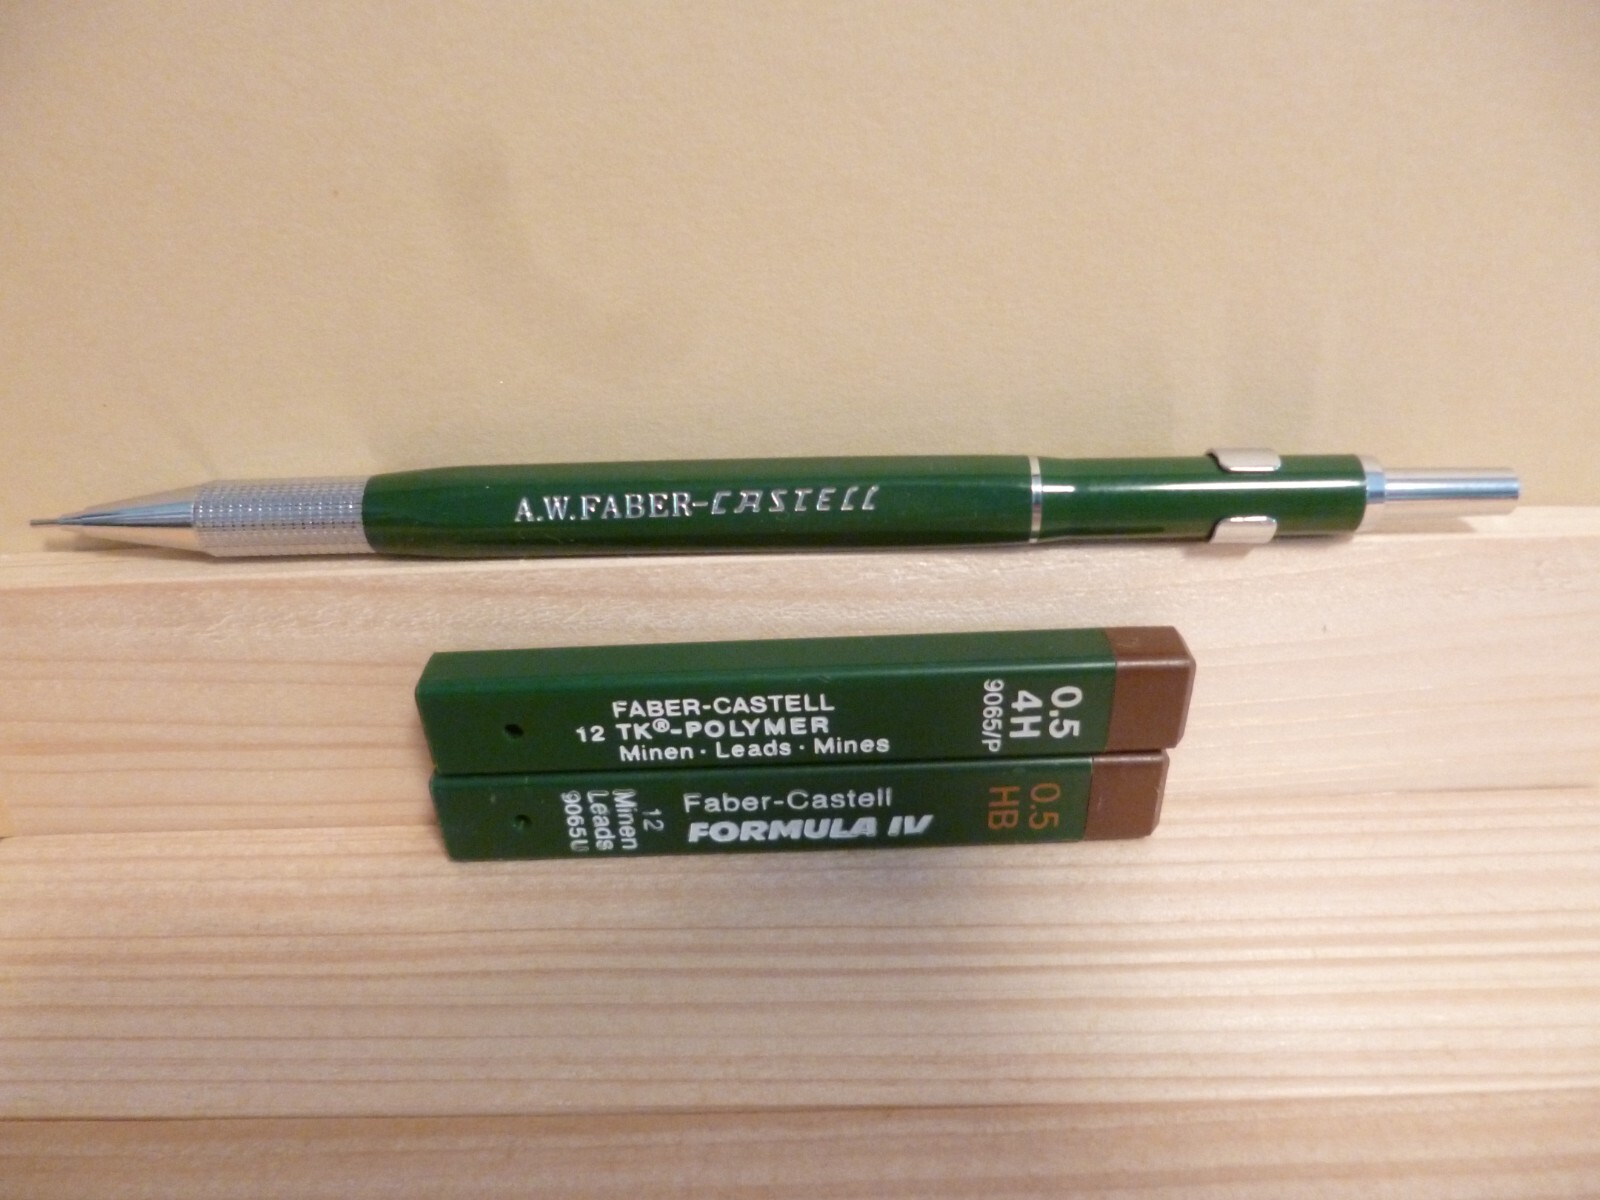 A.W.FABER-CASTELL
FABER-CASTELL
12 TK®-POLYMER
Minen · Leads · Mines
0.5
4H
9065/P
12
Minen
Leads
9065U
Faber-Castell
FORMULA IV
0.5
HB